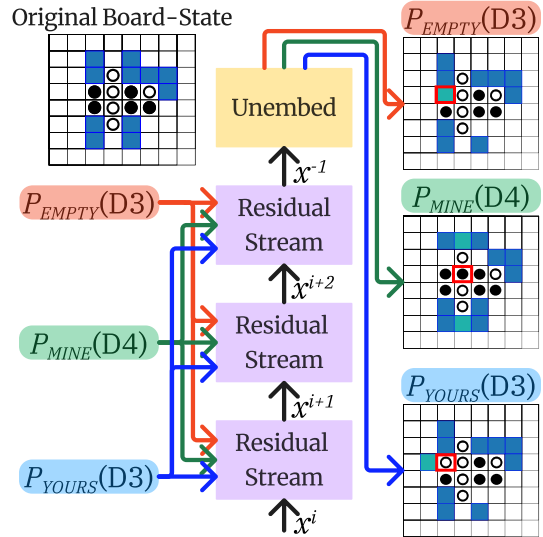 Original Board-State
P_EMPTY(D3)
Unembed
x^-1
P_EMPTY(D3)
Residual
Stream
P_MINE(D4)
x^i+2
P_MINE(D4)
Residual
Stream
x^i+1
P_YOURS(D3)
P_YOURS(D3)
Residual
Stream
x^i